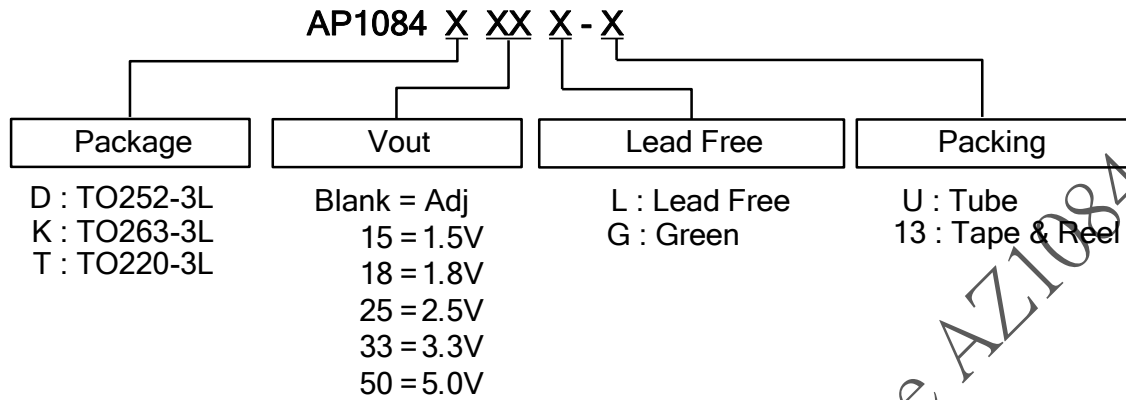 AP1084 X XX X - X
Package Vout Lead Free Packing
D : TO252-3L
K : TO263-3L
T : TO220-3L
Blank = Adj
15 = 1.5V
18 = 1.8V
25 = 2.5V
33 = 3.3V
50 = 5.0V
L : Lead Free
G : Green
U : Tube
13 : Tape & Reel
AZ1084